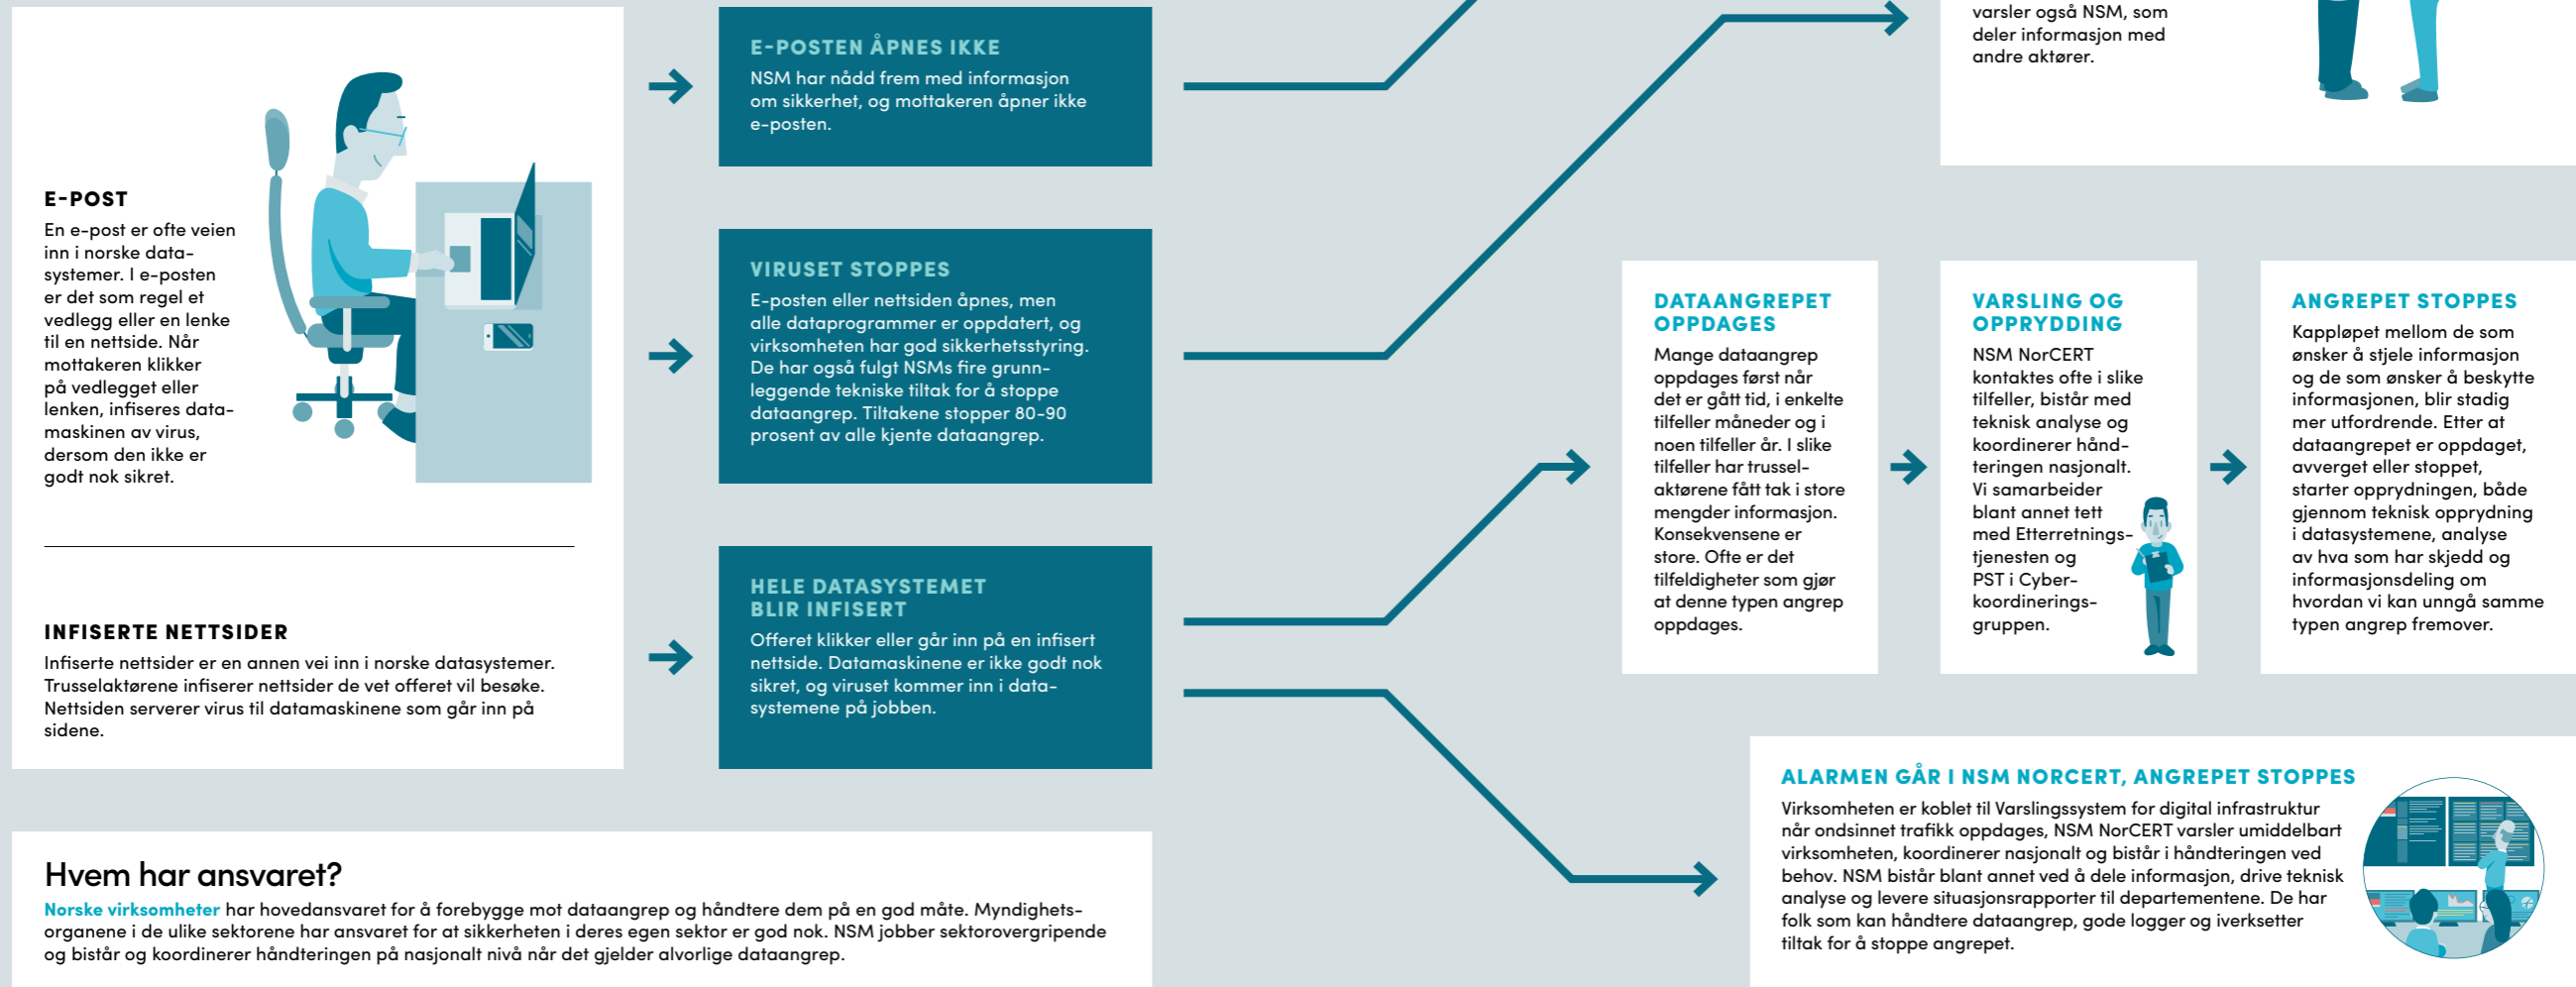 E-POST
En e-post er ofte veien
inn i norske data-
systemer. I e-posten
er det som regel et
vedlegg eller en lenke
til en nettside. Når
mottakeren klikker
på vedlegget eller
lenken, infiseres data-
maskinen av virus,
dersom den ikke er
godt nok sikret.
INFISERTE NETTSIDER
Infiserte nettsider er en annen vei inn i norske datasystemer.
Trusselaktørene infiserer nettsider de vet offeret vil besøke.
Nettsiden serverer virus til datamaskinene som går inn på
sidene.
E-POSTEN ÅPNES IKKE
NSM har nådd frem med informasjon
om sikkerhet, og mottakeren åpner ikke
e-posten.
VIRUSET STOPPES
E-posten eller nettsiden åpnes, men
alle dataprogrammer er oppdatert, og
virksomheten har god sikkerhetsstyring.
De har også fulgt NSMs fire grunn-
leggende tekniske tiltak for å stoppe
dataangrep. Tiltakene stopper 80-90
prosent av alle kjente dataangrep.
HELE DATASYSTEMET
BLIR INFISERT
Offeret klikker eller går inn på en infisert
nettside. Datamaskinene er ikke godt nok
sikret, og viruset kommer inn i data-
systemene på jobben.
varsler også NSM, som
deler informasjon med
andre aktører.
DATAANGREPET
OPPDAGES
Mange dataangrep
oppdages først når
det er gått tid, i enkelte
tilfeller måneder og i
noen tilfeller år. I slike
tilfeller har trussel-
aktørene fått tak i store
mengder informasjon.
Konsekvensene er
store. Ofte er det
tilfeldigheter som gjør
at denne typen angrep
oppdages.
VARSLING OG
OPPRYDDING
NSM NorCERT
kontaktes ofte i slike
tilfeller, bistår med
teknisk analyse og
koordinerer hånd-
teringen nasjonalt.
Vi samarbeider
blant annet tett
med Etterretnings-
tjenesten og
PST i Cyber-
koordinerings-
gruppen.
ANGREPET STOPPES
Kappløpet mellom de som
ønsker å stjele informasjon
og de som ønsker å beskytte
informasjonen, blir stadig
mer utfordrende. Etter at
dataangrepet er oppdaget,
avverget eller stoppet,
starter opprydningen, både
gjennom teknisk opprydning
i datasystemene, analyse
av hva som har skjedd og
informasjonsdeling om
hvordan vi kan unngå samme
typen angrep fremover.
ALARMEN GÅR I NSM NORCERT, ANGREPET STOPPES
Virksomheten er koblet til Varslingssystem for digital infrastruktur
når ondsinnet trafikk oppdages, NSM NorCERT varsler umiddelbart
virksomheten, koordinerer nasjonalt og bistår i håndteringen ved
behov. NSM bistår blant annet ved å dele informasjon, drive teknisk
analyse og levere situasjonsrapporter til departementene. De har
folk som kan håndtere dataangrep, gode logger og iverksetter
tiltak for å stoppe angrepet.
Hvem har ansvaret?
Norske virksomheter har hovedansvaret for å forebygge mot dataangrep og håndtere dem på en god måte. Myndighets-
organene i de ulike sektorene har ansvaret for at sikkerheten i deres egen sektor er god nok. NSM jobber sektorovergripende
og bistår og koordinerer håndteringen på nasjonalt nivå når det gjelder alvorlige dataangrep.